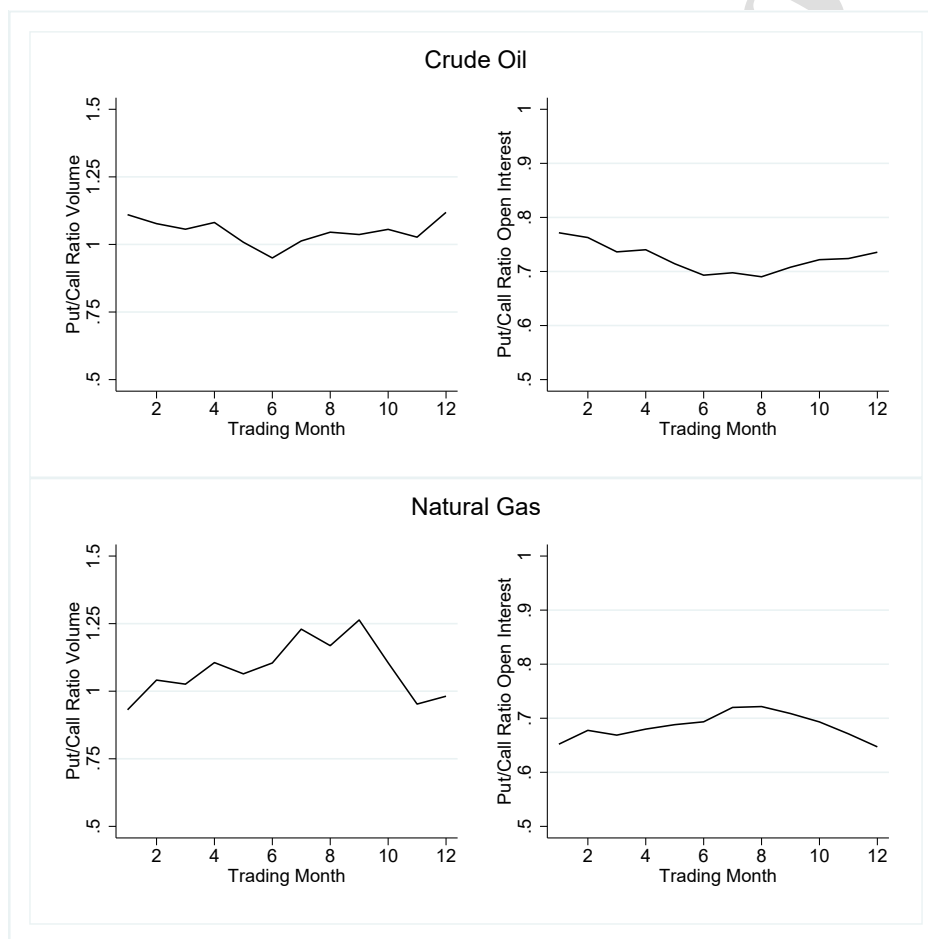 Crude Oil
Put/Call Ratio Volume
1.5
1.25
1
.75
.5
2 4 6 8 10 12
Trading Month
Put/Call Ratio Open Interest
1
.9
.8
.7
.6
.5
2 4 6 8 10 12
Trading Month
Natural Gas
Put/Call Ratio Volume
1.5
1.25
1
.75
.5
2 4 6 8 10 12
Trading Month
Put/Call Ratio Open Interest
1
.9
.8
.7
.6
.5
2 4 6 8 10 12
Trading Month